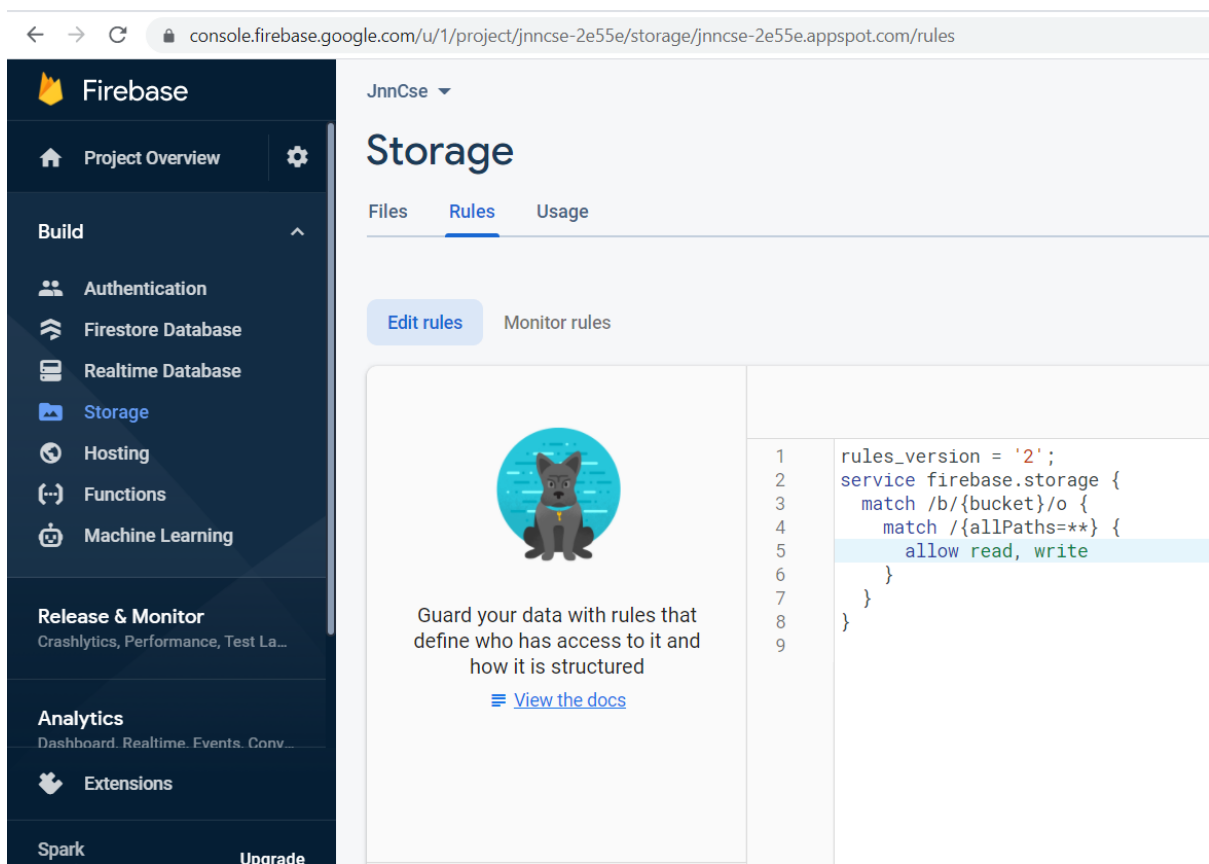 console.firebase.google.com/u/1/project/jnncse-2e55e/storage/jnncse-2e55e.appspot.com/rules
Firebase
Project Overview
Build
Authentication
Firestore Database
Realtime Database
Storage
Hosting
Functions
Machine Learning
Release & Monitor
Crashlytics, Performance, Test La...
Analytics
Dashboard, Realtime, Events, Conv...
Extensions
Spark
Upgrade
JnnCse
Storage
Files Rules Usage
Edit rules Monitor rules
Guard your data with rules that
define who has access to it and
how it is structured
View the docs
1 rules_version = '2';
2 service firebase.storage {
3 match /b/{bucket}/o {
4 match /{allPaths=**} {
5 allow read, write
6 }
7 }
8 }
9